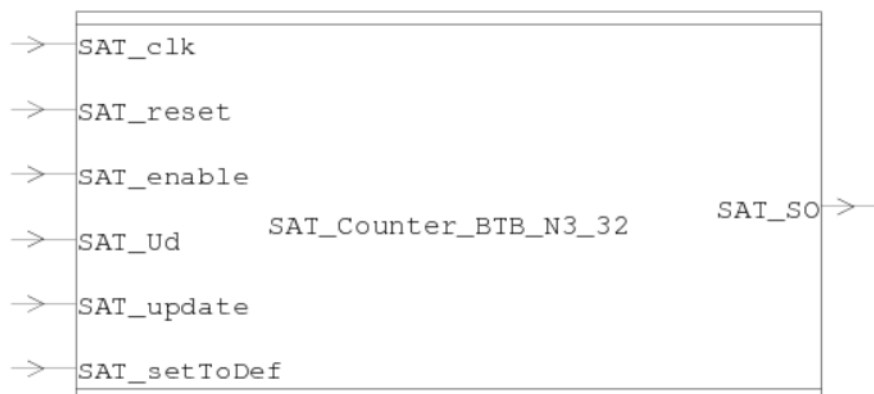 SAT_clk
SAT_reset
SAT_enable
SAT_Ud
SAT_update
SAT_setToDef
SAT_Counter_BTB_N3_32
SAT_SO